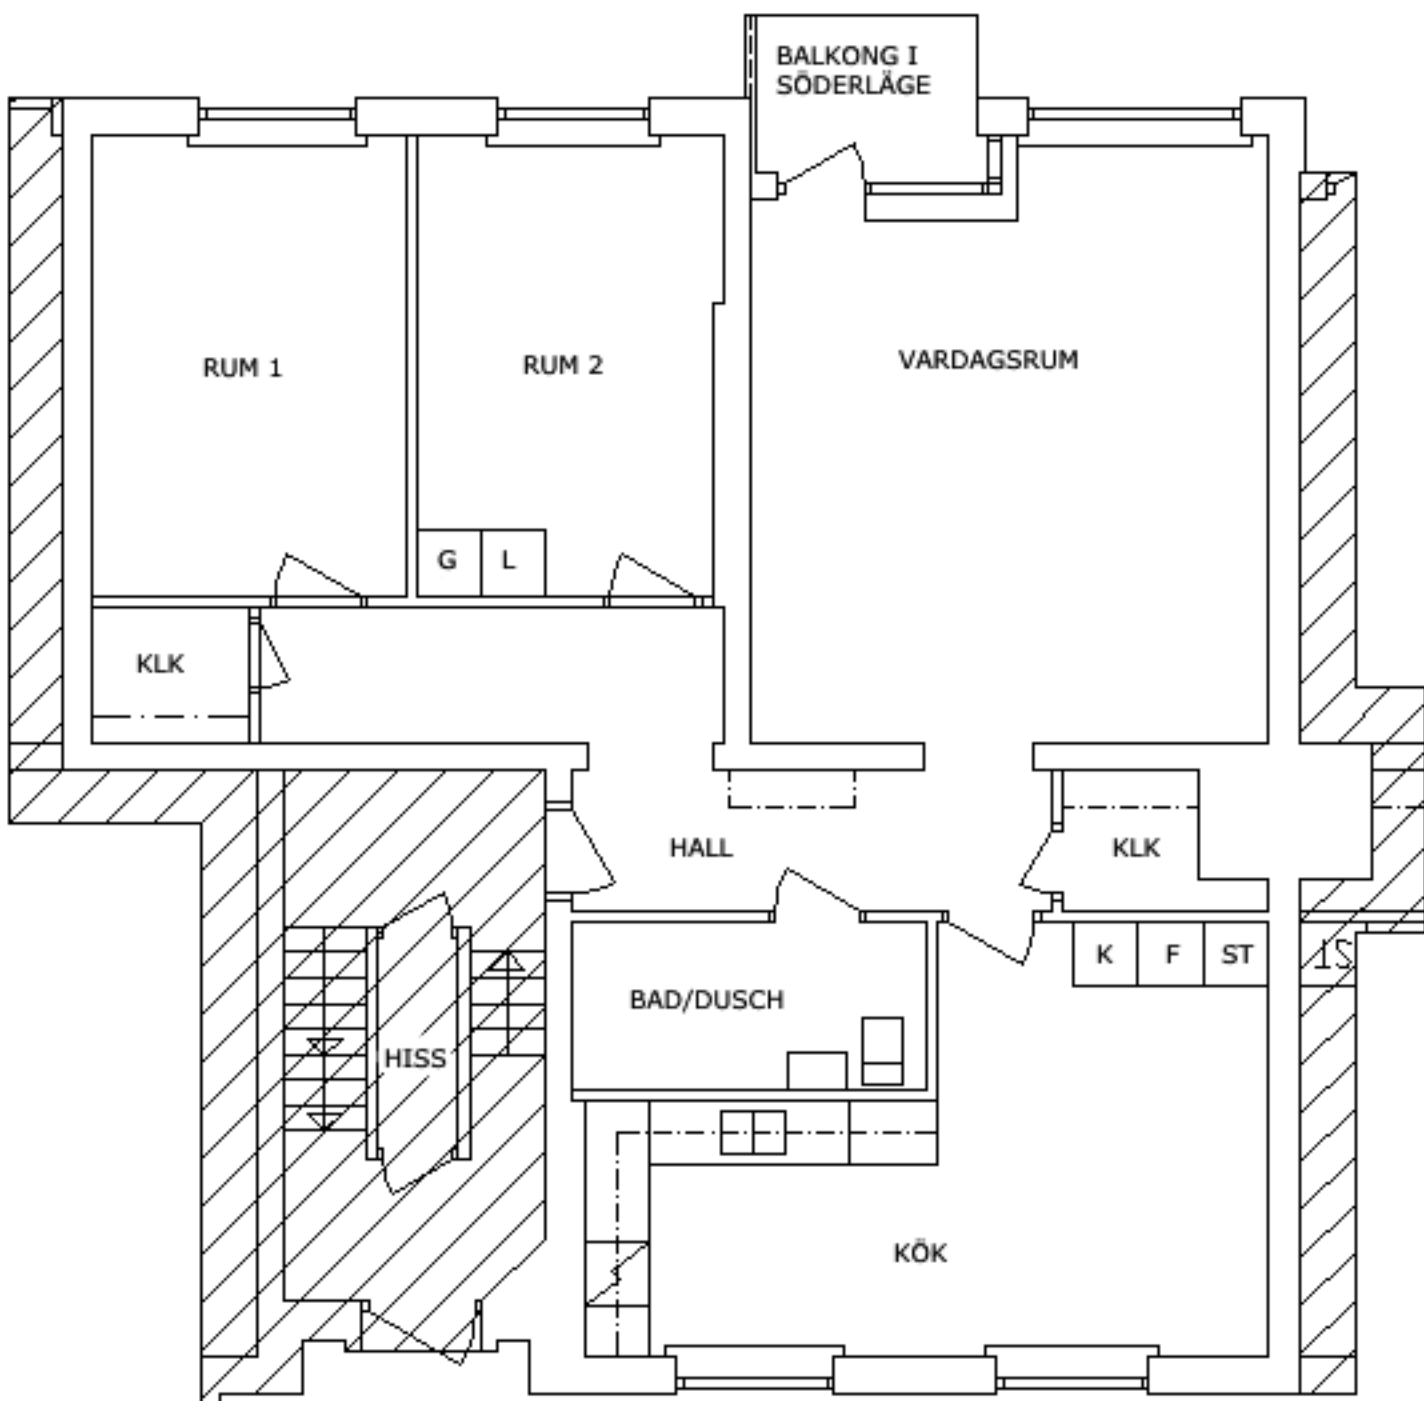 BALKONG I
SÖDERLÄGE
RUM 1
RUM 2
VARDAGSRUM
G
L
KLK
HALL
KLK
K
F
ST
BAD/DUSCH
HISS
KÖK